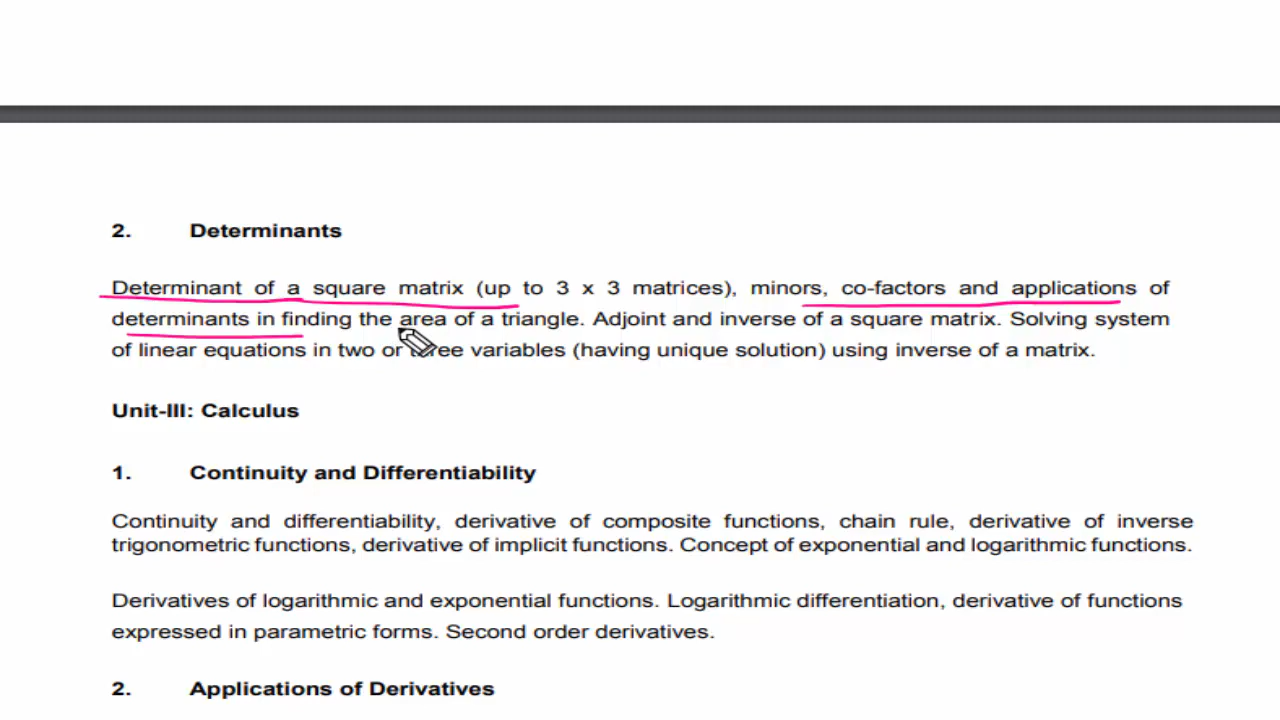 2. Determinants
Determinant of a square matrix (up to 3 x 3 matrices), minors, co-factors and applications of
determinants in finding the area of a triangle. Adjoint and inverse of a square matrix. Solving system
of linear equations in two or three variables (having unique solution) using inverse of a matrix.
Unit-III: Calculus
1. Continuity and Differentiability
Continuity and differentiability, derivative of composite functions, chain rule, derivative of inverse
trigonometric functions, derivative of implicit functions. Concept of exponential and logarithmic functions.
Derivatives of logarithmic and exponential functions. Logarithmic differentiation, derivative of functions
expressed in parametric forms. Second order derivatives.
2. Applications of Derivatives